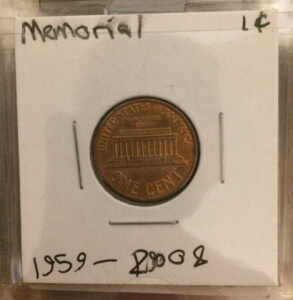 Memorial 1¢
UNITED STATES OF AMERICA
ONE CENT
1959 - 2008